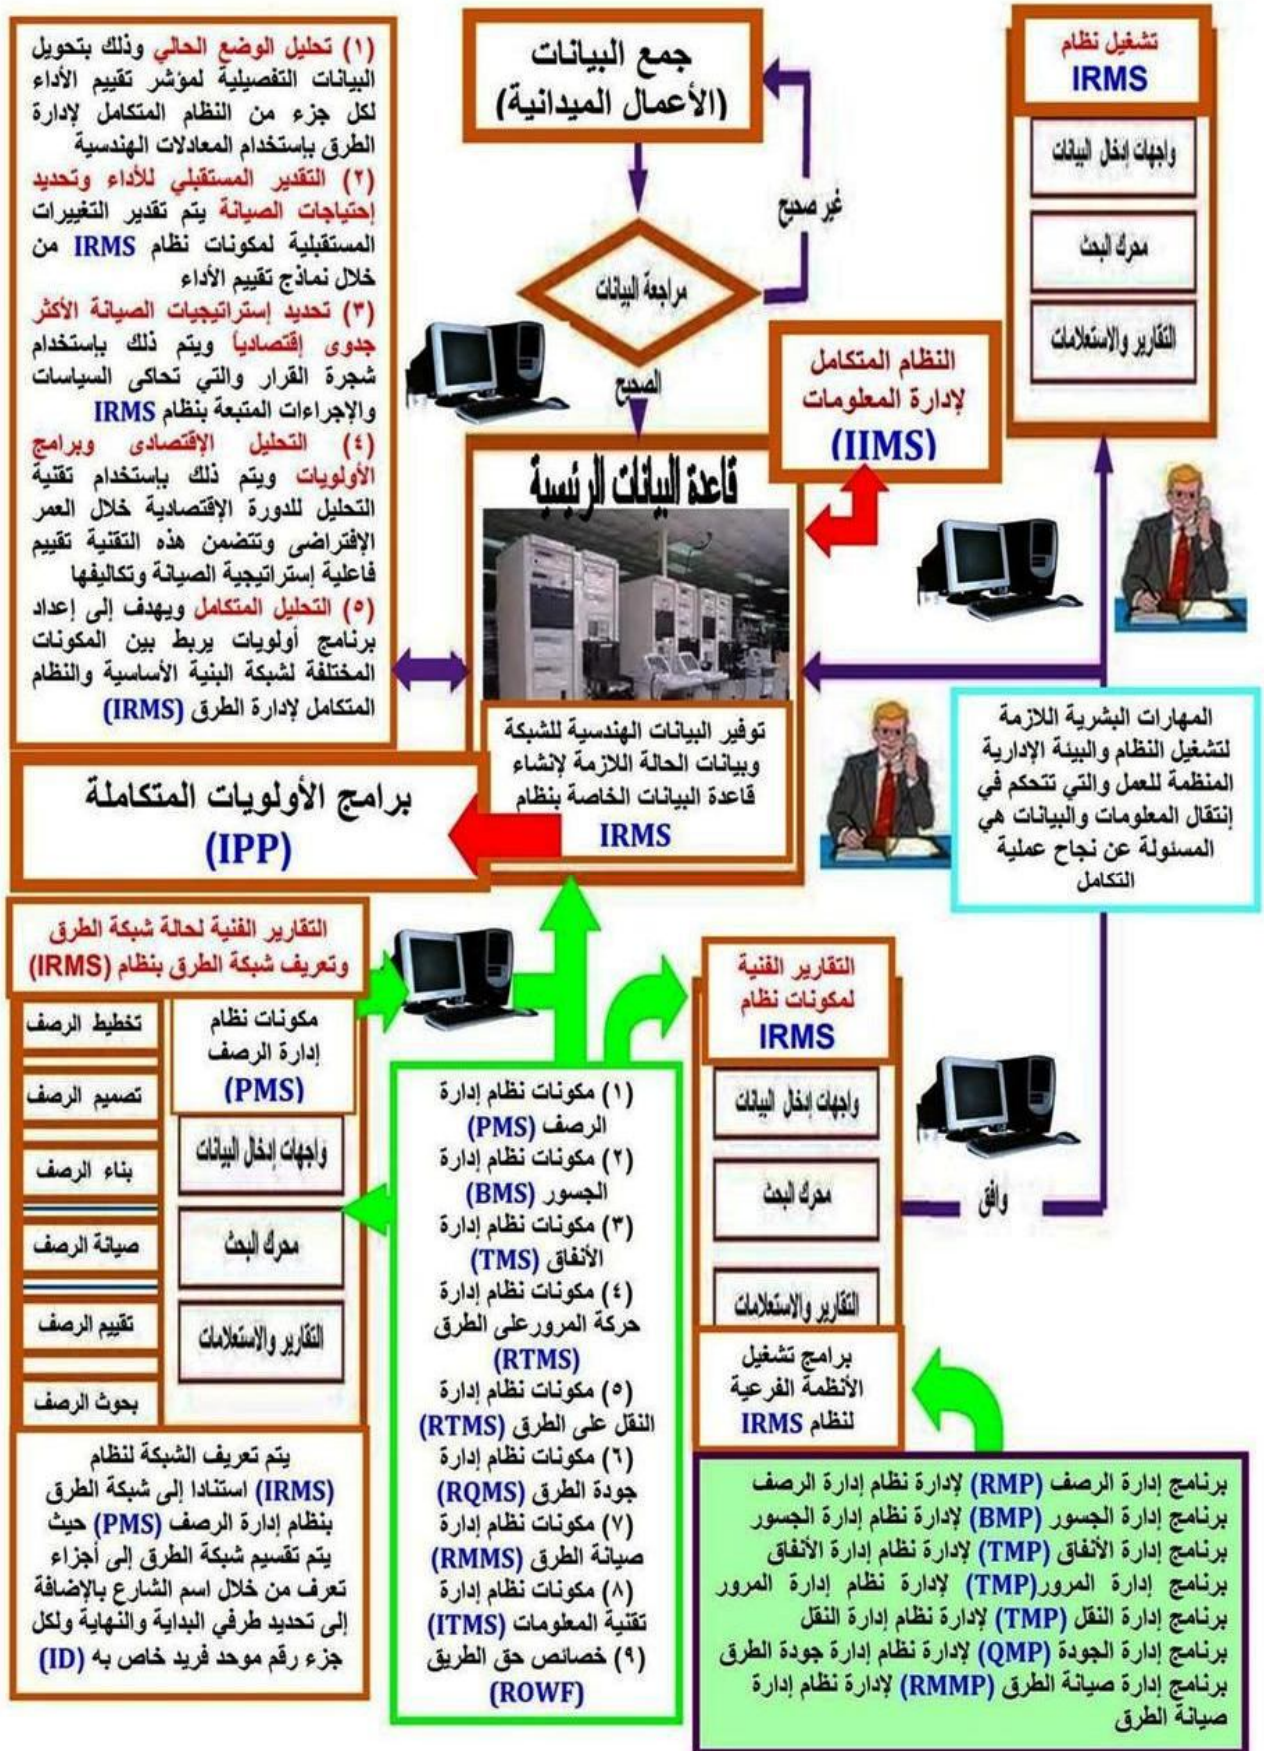 (١) تحليل الوضع الحالي وذلك بتحويل
البيانات التفصيلية لمؤشر تقييم الأداء
لكل جزء من النظام المتكامل لإدارة
الطرق بإستخدام المعادلات الهندسية
(٢) التقدير المستقبلي للأداء وتحديد
إحتياجات الصيانة يتم تقدير التغييرات
المستقبلية لمكونات نظام IRMS من
خلال نماذج تقييم الأداء
(٣) تحديد إستراتيجيات الصيانة الأكثر
جدوى إقتصادياً ويتم ذلك بإستخدام
شجرة القرار والتي تحاكى السياسات
والإجراءات المتبعة بنظام IRMS
(٤) التحليل الإقتصادى وبرامج
الأولويات ويتم ذلك بإستخدام تقنية
التحليل للدورة الإقتصادية خلال العمر
الإفتراضى وتتضمن هذه التقنية تقييم
فاعلية إستراتيجية الصيانة وتكاليفها
(٥) التحليل المتكامل ويهدف إلى إعداد
برنامج أولويات يربط بين المكونات
المختلفة لشبكة البنية الأساسية والنظام
المتكامل لإدارة الطرق (IRMS)
جمع البيانات
(الأعمال الميدانية)
غير صحيح
مراجعة البيانات
الصحيح
تشغيل نظام
IRMS
واجهات إدخال البيانات
محرك البحث
التقارير والاستعلامات
النظام المتكامل
لإدارة المعلومات
(IIMS)
قاعدة البيانات الرئيسية
توفير البيانات الهندسية للشبكة
وبيانات الحالة اللازمة لإنشاء
قاعدة البيانات الخاصة بنظام
IRMS
برامج الأولويات المتكاملة
(IPP)
المهارات البشرية اللازمة
لتشغيل النظام والبيئة الإدارية
المنظمة للعمل والتي تتحكم في
إنتقال المعلومات والبيانات هي
المسئولة عن نجاح عملية
التكامل
التقارير الفنية لحالة شبكة الطرق
وتعريف شبكة الطرق بنظام (IRMS)
تخطيط الرصف
تصميم الرصف
بناء الرصف
صيانة الرصف
تقييم الرصف
بحوث الرصف
مكونات نظام
إدارة الرصف
(PMS)
واجهات إدخال البيانات
محرك البحث
التقارير والاستعلامات
يتم تعريف الشبكة لنظام
(IRMS) استنادا إلى شبكة الطرق
بنظام إدارة الرصف (PMS) حيث
يتم تقسيم شبكة الطرق إلى أجزاء
تعرف من خلال اسم الشارع بالإضافة
إلى تحديد طرفي البداية والنهاية ولكل
جزء رقم موحد فريد خاص به (ID)
(١) مكونات نظام إدارة
الرصف (PMS)
(٢) مكونات نظام إدارة
الجسور (BMS)
(٣) مكونات نظام إدارة
الأنفاق (TMS)
(٤) مكونات نظام إدارة
حركة المرورعلى الطرق
(RTMS)
(٥) مكونات نظام إدارة
النقل على الطرق (RTMS)
(٦) مكونات نظام إدارة
جودة الطرق (RQMS)
(٧) مكونات نظام إدارة
صيانة الطرق (RMMS)
(٨) مكونات نظام إدارة
تقنية المعلومات (ITMS)
(٩) خصائص حق الطريق
(ROWF)
التقارير الفنية
لمكونات نظام
IRMS
واجهات إدخال البيانات
محرك البحث
التقارير والاستعلامات
وافق
برامج تشغيل
الأنظمة الفرعية
لنظام IRMS
برنامج إدارة الرصف (RMP) لإدارة نظام إدارة الرصف
برنامج إدارة الجسور (BMP) لإدارة نظام إدارة الجسور
برنامج إدارة الأنفاق (TMP) لإدارة نظام إدارة الأنفاق
برنامج إدارة المرور(TMP) لإدارة نظام إدارة المرور
برنامج إدارة النقل (TMP) لإدارة نظام إدارة النقل
برنامج إدارة الجودة (QMP) لإدارة نظام إدارة جودة الطرق
برنامج إدارة صيانة الطرق (RMMP) لإدارة نظام إدارة
صيانة الطرق